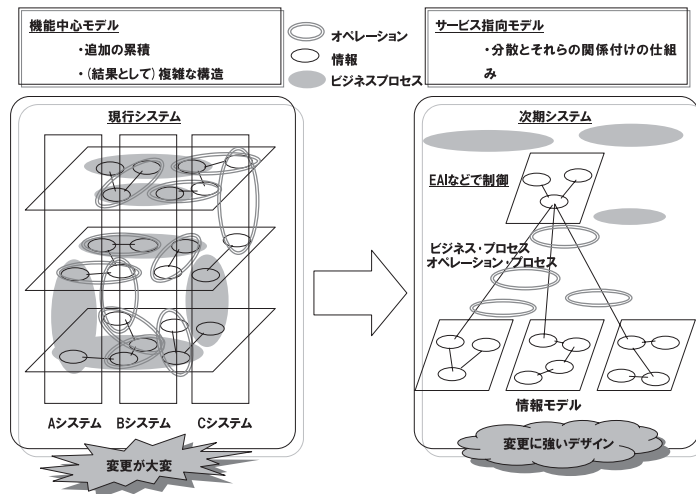 機能中心モデル
・追加の累積
・(結果として)複雑な構造
オペレーション
情報
ビジネスプロセス
サービス指向モデル
・分散とそれらの関係付けの仕組
み
現行システム
Aシステム Bシステム Cシステム
変更が大変
次期システム
EAIなどで制御
ビジネス・プロセス
オペレーション・プロセス
情報モデル
変更に強いデザイン